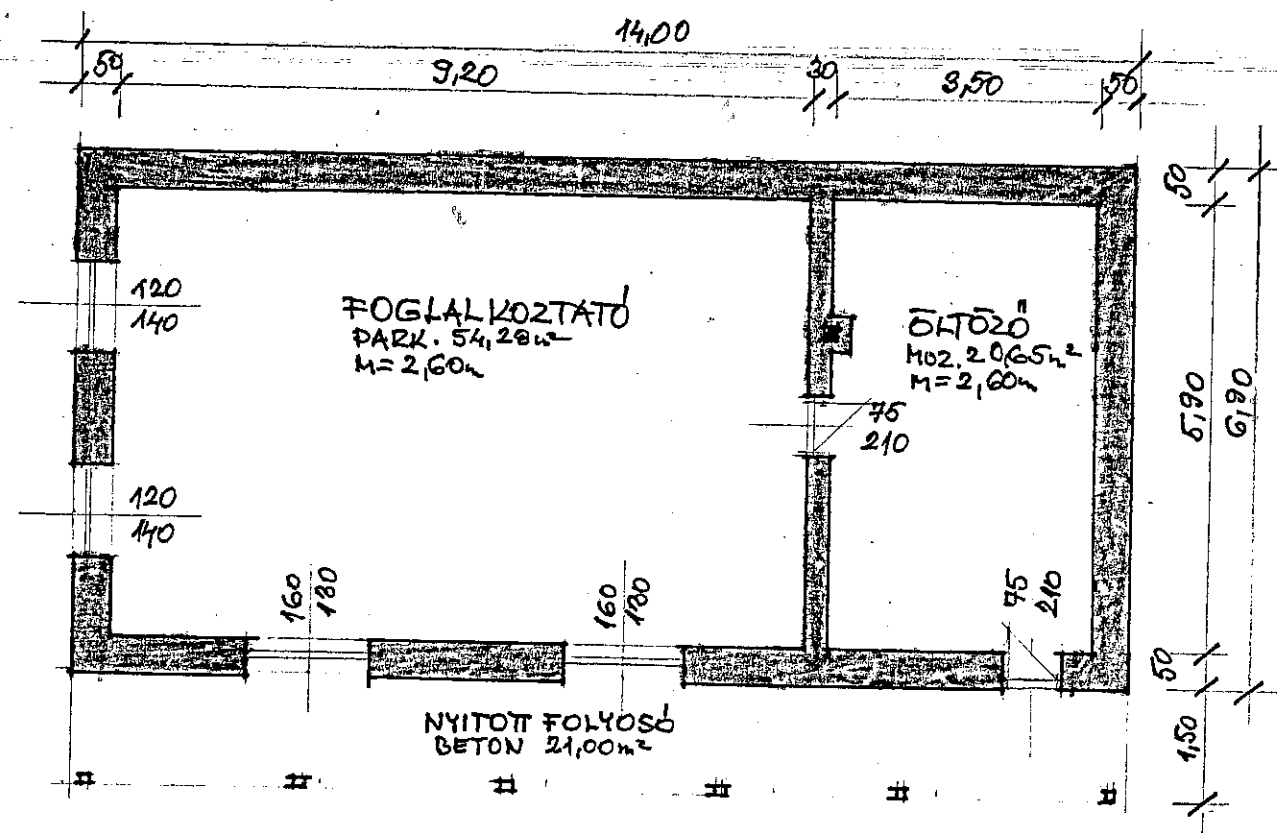 14,00
50
9,20
30
3,50
50
50
120
140
FOGLALKOZTATÓ
PARK. 54,28m²
M=2,60m
ÖLTÖZŐ
MOZ. 20,65m²
M=2,60m
75
210
5,90
6,90
120
140
160
180
160
180
75
210
50
NYITOTT FOLYOSÓ
BETON 21,00m²
1,50